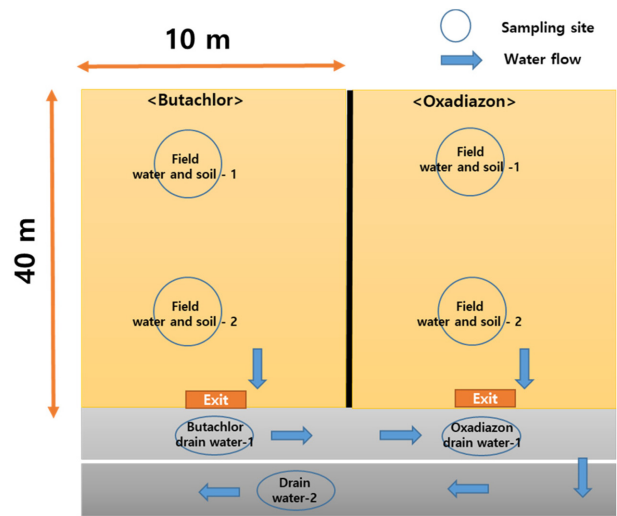 10 m
Sampling site
Water flow
40 m
<Butachlor>
<Oxadiazon>
Field
water and soil - 1
Field
water and soil -1
Field
water and soil - 2
Field
water and soil - 2
Exit
Exit
Butachlor
drain water-1
Oxadiazon
drain water-1
Drain
water-2